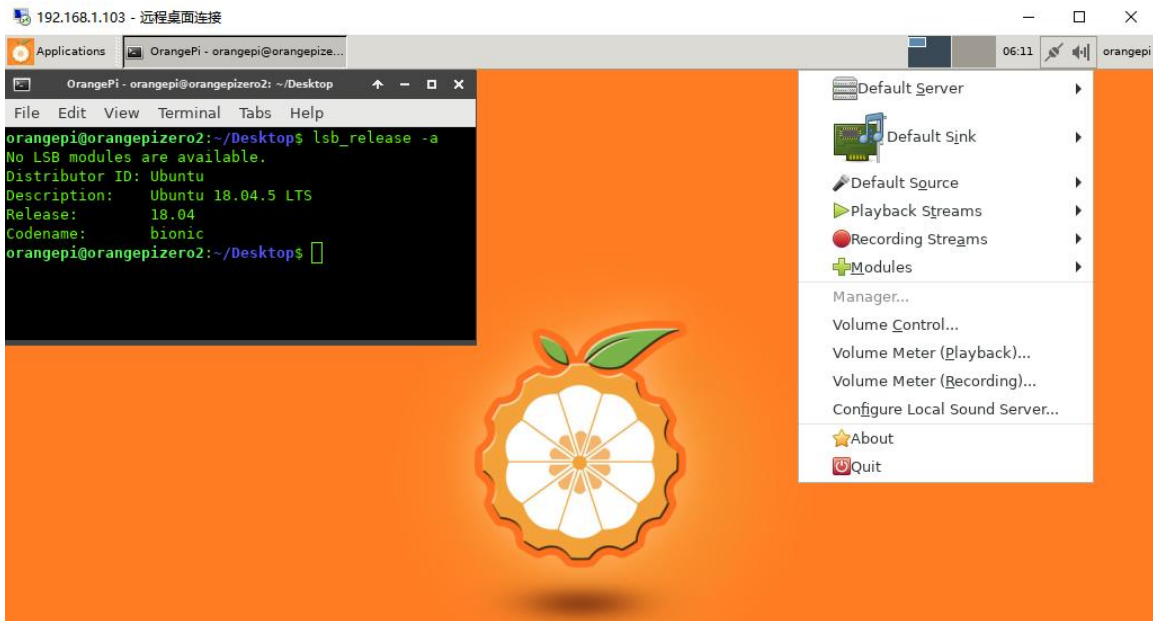 192.168.1.103 - 远程桌面连接
Applications
OrangePi - orangepi@orangepize...
06:11
orangepi
OrangePi - orangepi@orangepizero2: ~/Desktop
File Edit View Terminal Tabs Help
orangepi@orangepizero2:~/Desktop$ lsb_release -a
No LSB modules are available.
Distributor ID: Ubuntu
Description: Ubuntu 18.04.5 LTS
Release: 18.04
Codename: bionic
orangepi@orangepizero2:~/Desktop$
Default Server
Default Sink
Default Source
Playback Streams
Recording Streams
Modules
Manager...
Volume Control...
Volume Meter (Playback)...
Volume Meter (Recording)...
Configure Local Sound Server...
About
Quit